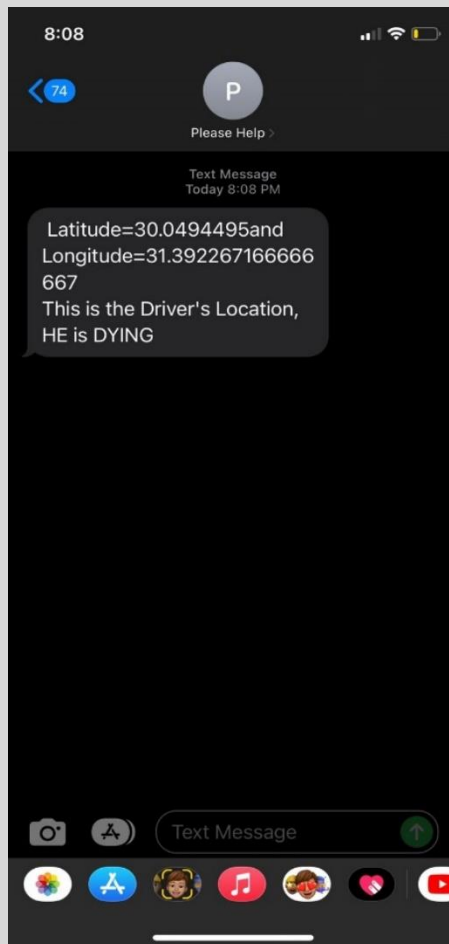 8:08
74
P
Please Help >
Text Message
Today 8:08 PM
Latitude=30.0494495and
Longitude=31.392267166666
667
This is the Driver's Location,
HE is DYING
Text Message